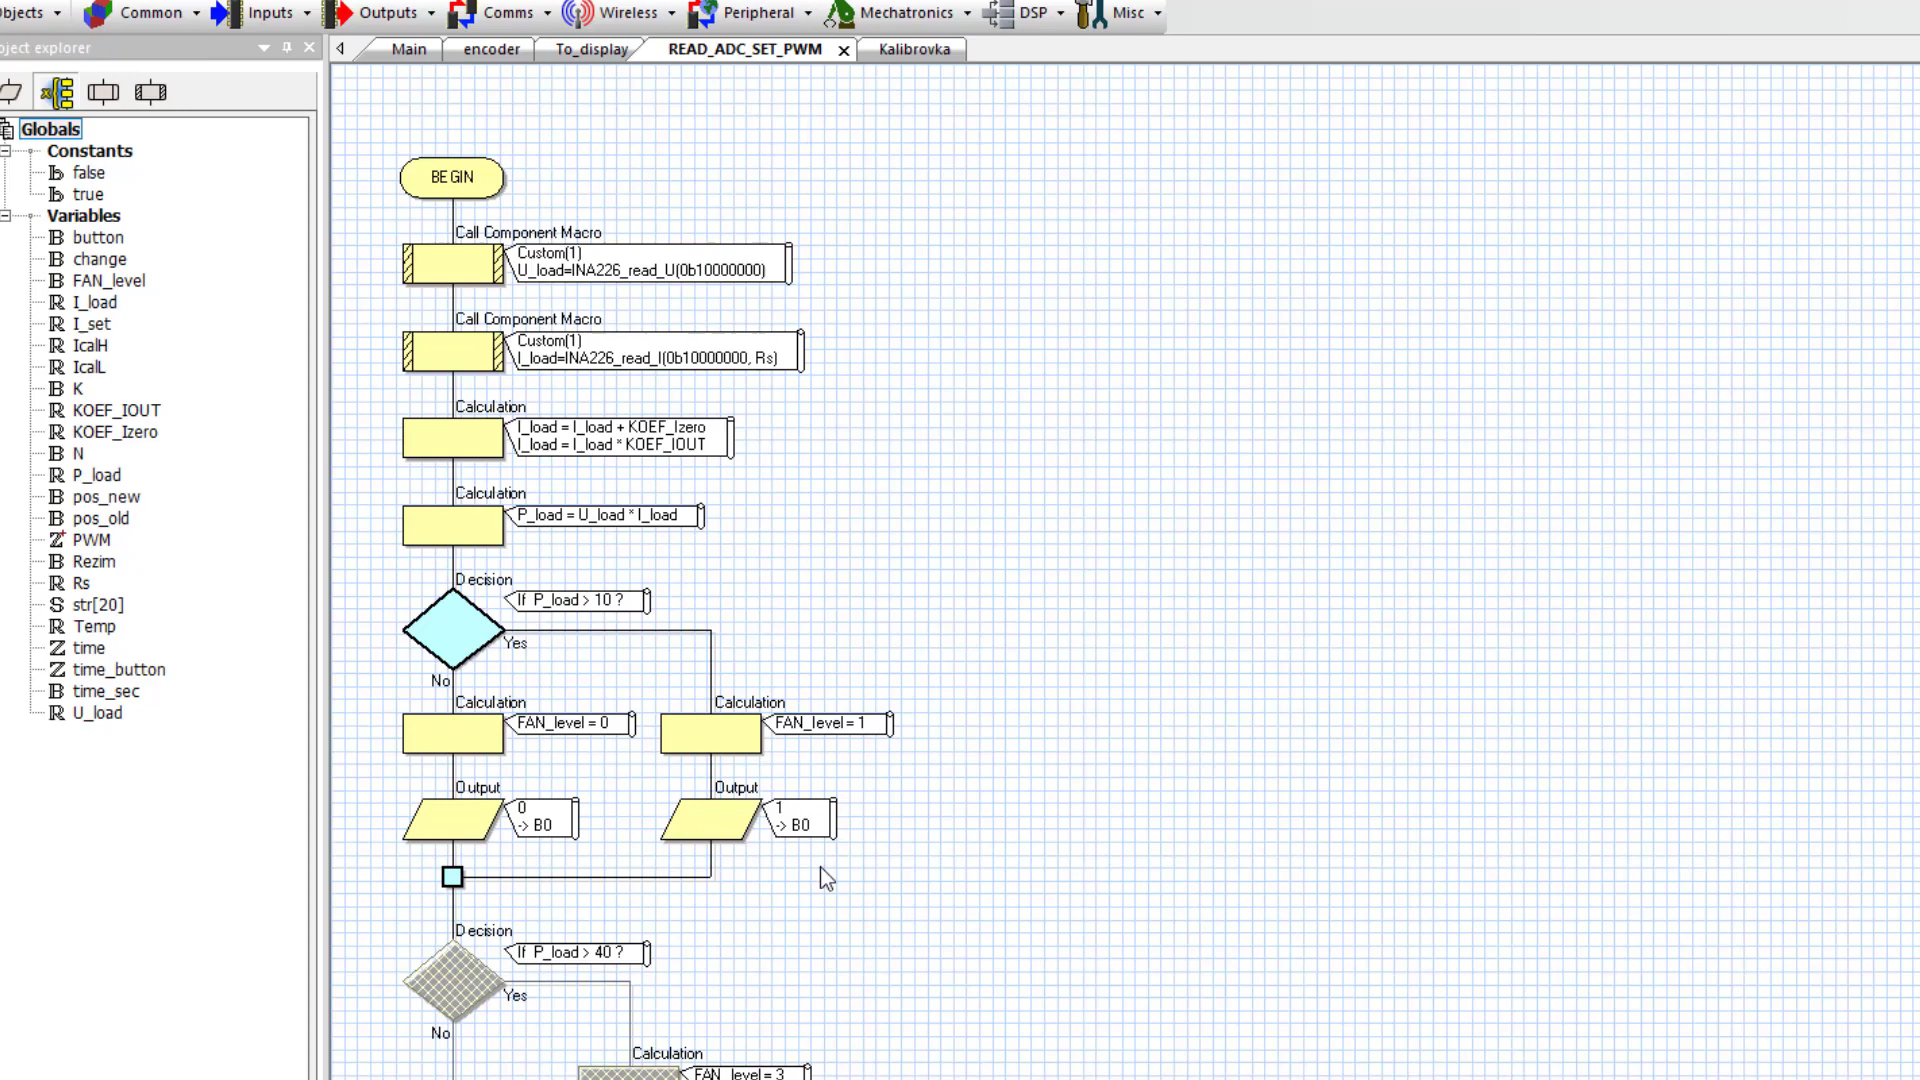 bjects
Common
Inputs
Outputs
Comms
Wireless
Peripheral
Mechatronics
DSP
Misc
oject explorer
Main
encoder
To_display
READ_ADC_SET_PWM
Kalibrovka
Globals
Constants
false
true
Variables
button
change
FAN_level
I_load
I_set
IcalH
IcalL
K
KOEF_IOUT
KOEF_Izero
N
P_load
pos_new
pos_old
PWM
Rezim
Rs
str[20]
Temp
time
time_button
time_sec
U_load
BEGIN
Call Component Macro
Custom(1)
U_load=INA226_read_U(0b10000000)
Call Component Macro
Custom(1)
I_load=INA226_read_I(0b10000000, Rs)
Calculation
I_load = I_load + KOEF_Izero
I_load = I_load * KOEF_IOUT
Calculation
P_load = U_load * I_load
Decision
If P_load > 10 ?
Yes
No
Calculation
FAN_level = 0
Calculation
FAN_level = 1
Output
0
-> B0
Output
1
-> B0
Decision
If P_load > 40 ?
Yes
No
Calculation
FAN_level = 3